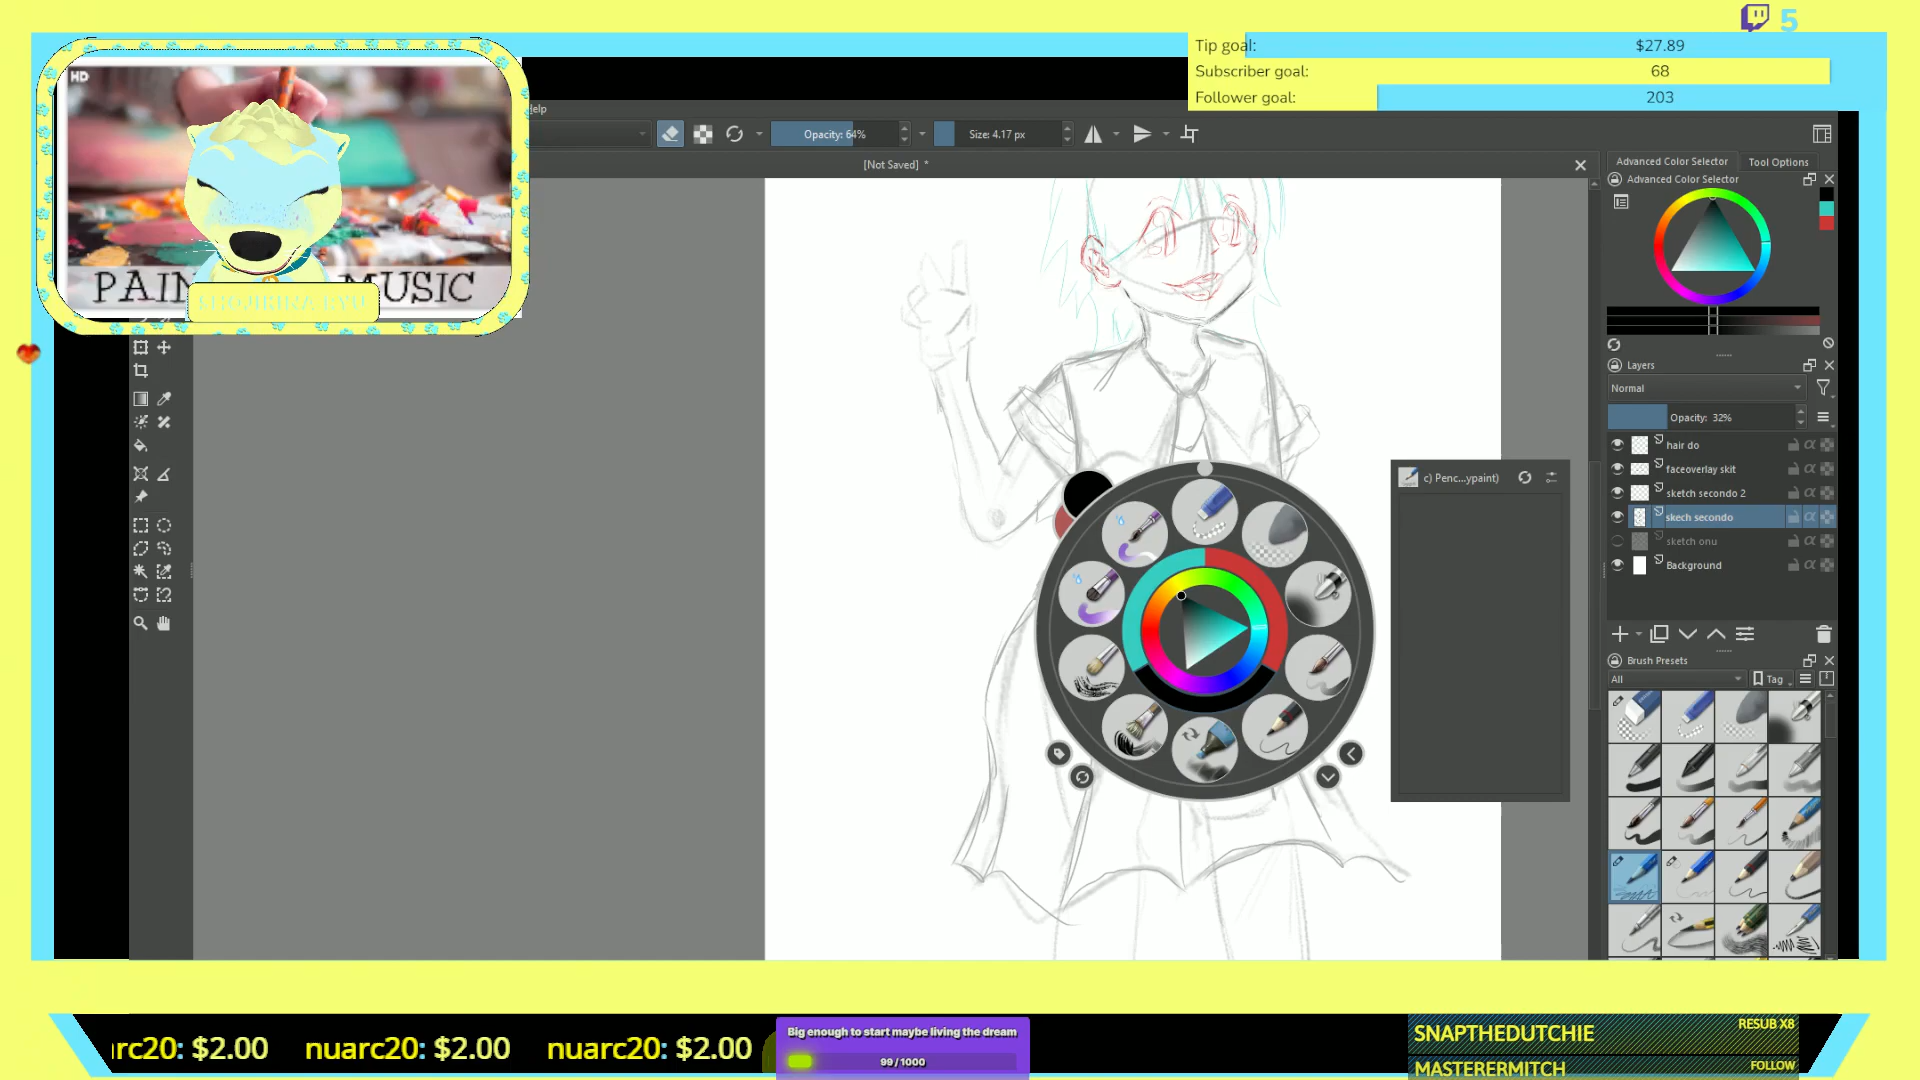 5
Tip goal: $27.89
Subscriber goal: 68
Follower goal: 203
HD
MUSIC
elp
Opacity: 64%
Size: 4.17 px
[Not Saved] *
Advanced Color Selector
Tool Options
Advanced Color Selector
Layers
Normal
Opacity: 32%
hair do
faceoverlay skit
sketch secondo 2
skech secondo
sketch onu
Background
c) Penc...ypaint)
Brush Presets
All
Tag
rc20: $2.00 nuarc20: $2.00 nuarc20: $2.00
Big enough to start maybe living the dream
99 / 1000
SNAPTHEDUTCHIE RESUB X8
MASTERERMITCH FOLLOW